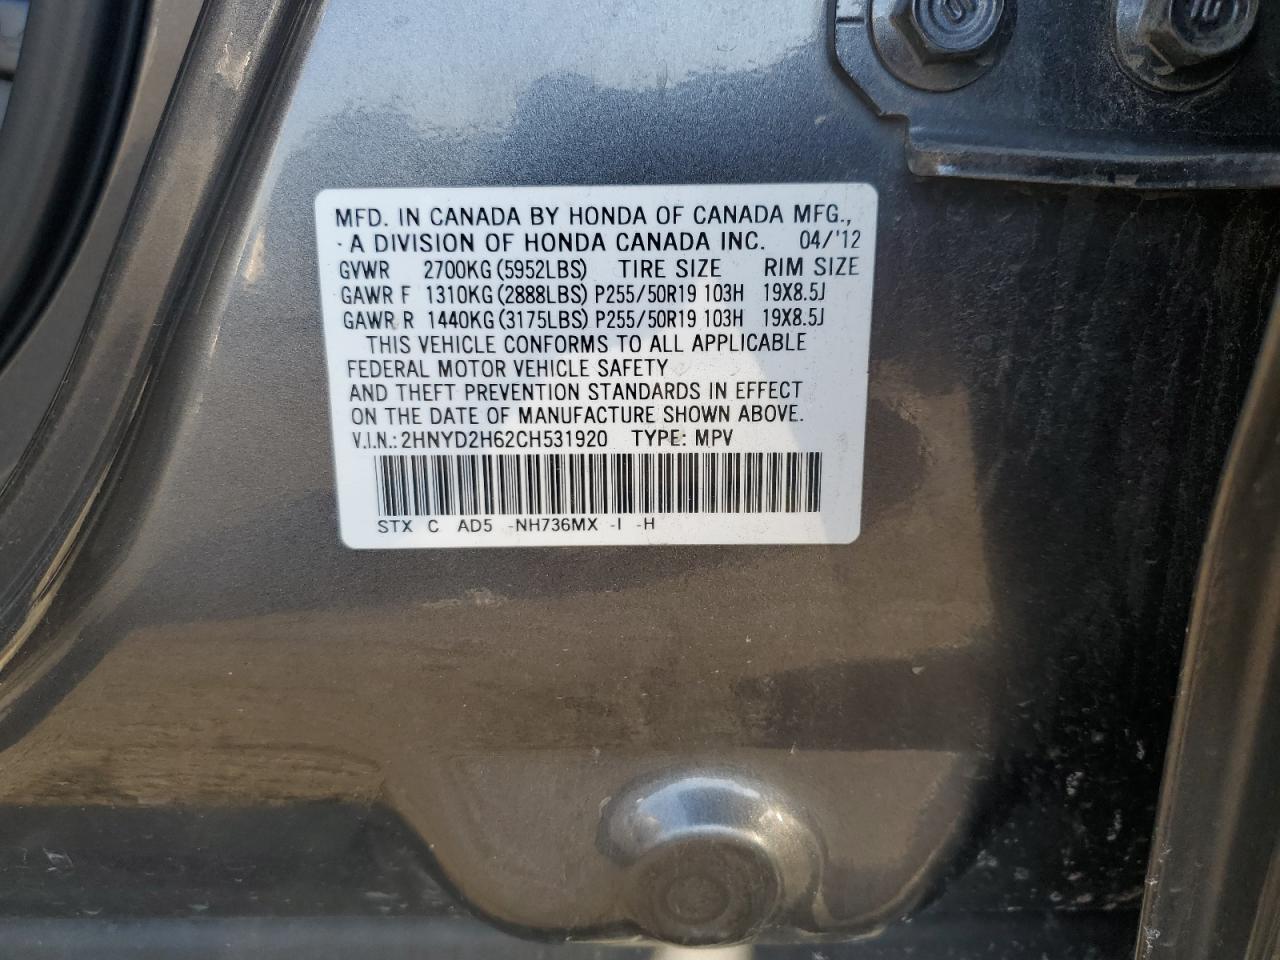 MFD. IN CANADA BY HONDA OF CANADA MFG.,
· A DIVISION OF HONDA CANADA INC. 04/'12
GVWR 2700KG (5952LBS) TIRE SIZE RIM SIZE
GAWR F 1310KG (2888LBS) P255/50R19 103H 19X8.5J
GAWR R 1440KG (3175LBS) P255/50R19 103H 19X8.5J
THIS VEHICLE CONFORMS TO ALL APPLICABLE
FEDERAL MOTOR VEHICLE SAFETY
AND THEFT PREVENTION STANDARDS IN EFFECT
ON THE DATE OF MANUFACTURE SHOWN ABOVE.
V.I.N.:2HNYD2H62CH531920 TYPE: MPV
STX C AD5 -NH736MX -I -H